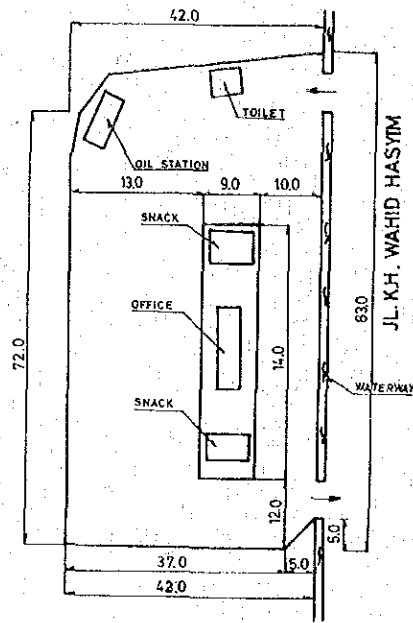 42.0
TOILET
OIL STATION
13.0
9.0
10.0
SNACK
OFFICE
SNACK
72.0
14.0
12.0
83.0
JL. K.H. WAHID HASYIM
WATERWAY
5.0
37.0
5.0
42.0